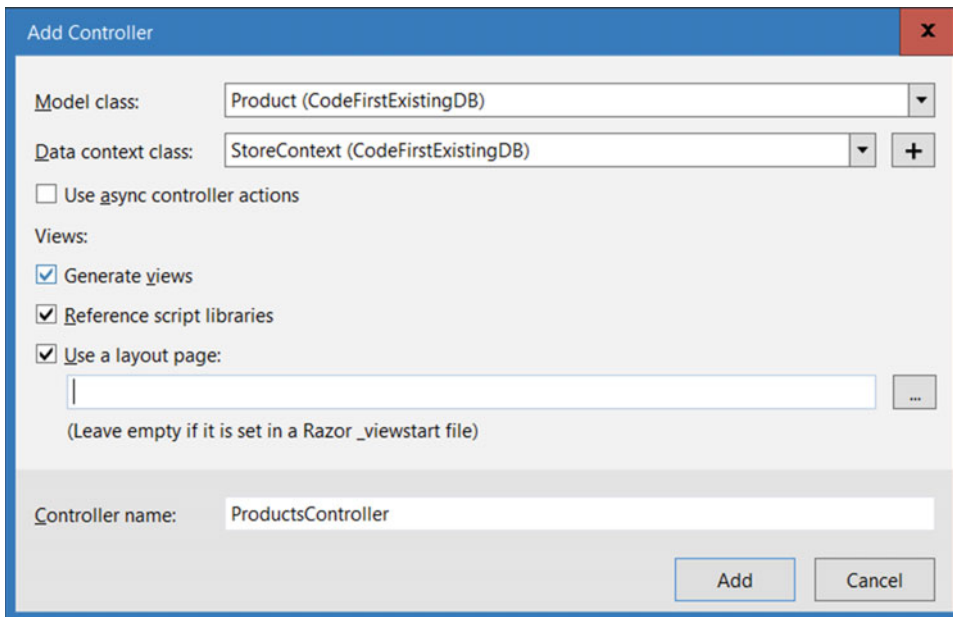 Add Controller
x
Model class: Product (CodeFirstExistingDB)
Data context class: StoreContext (CodeFirstExistingDB) +
Use async controller actions
Views:
Generate views
Reference script libraries
Use a layout page:
...
(Leave empty if it is set in a Razor _viewstart file)
Controller name: ProductsController
Add Cancel